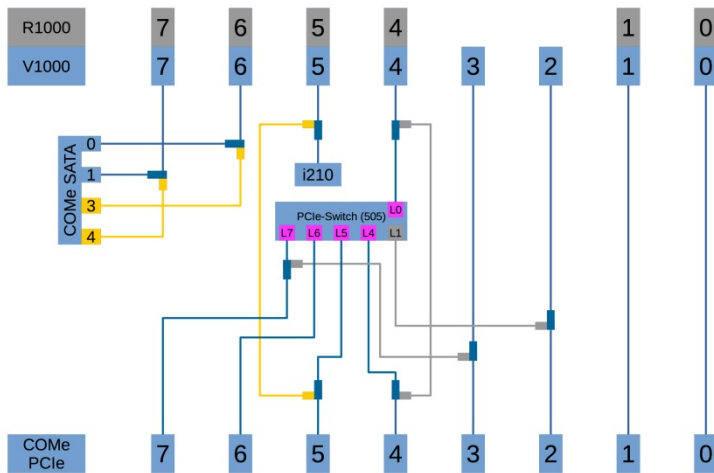 R1000 7 6 5 4 1 0
V1000 7 6 5 4 3 2 1 0
COMe SATA
0
1
3
4
i210
L0
PCIe-Switch (505)
L7 L6 L5 L4 L1
COMe
PCIe
7 6 5 4 3 2 1 0